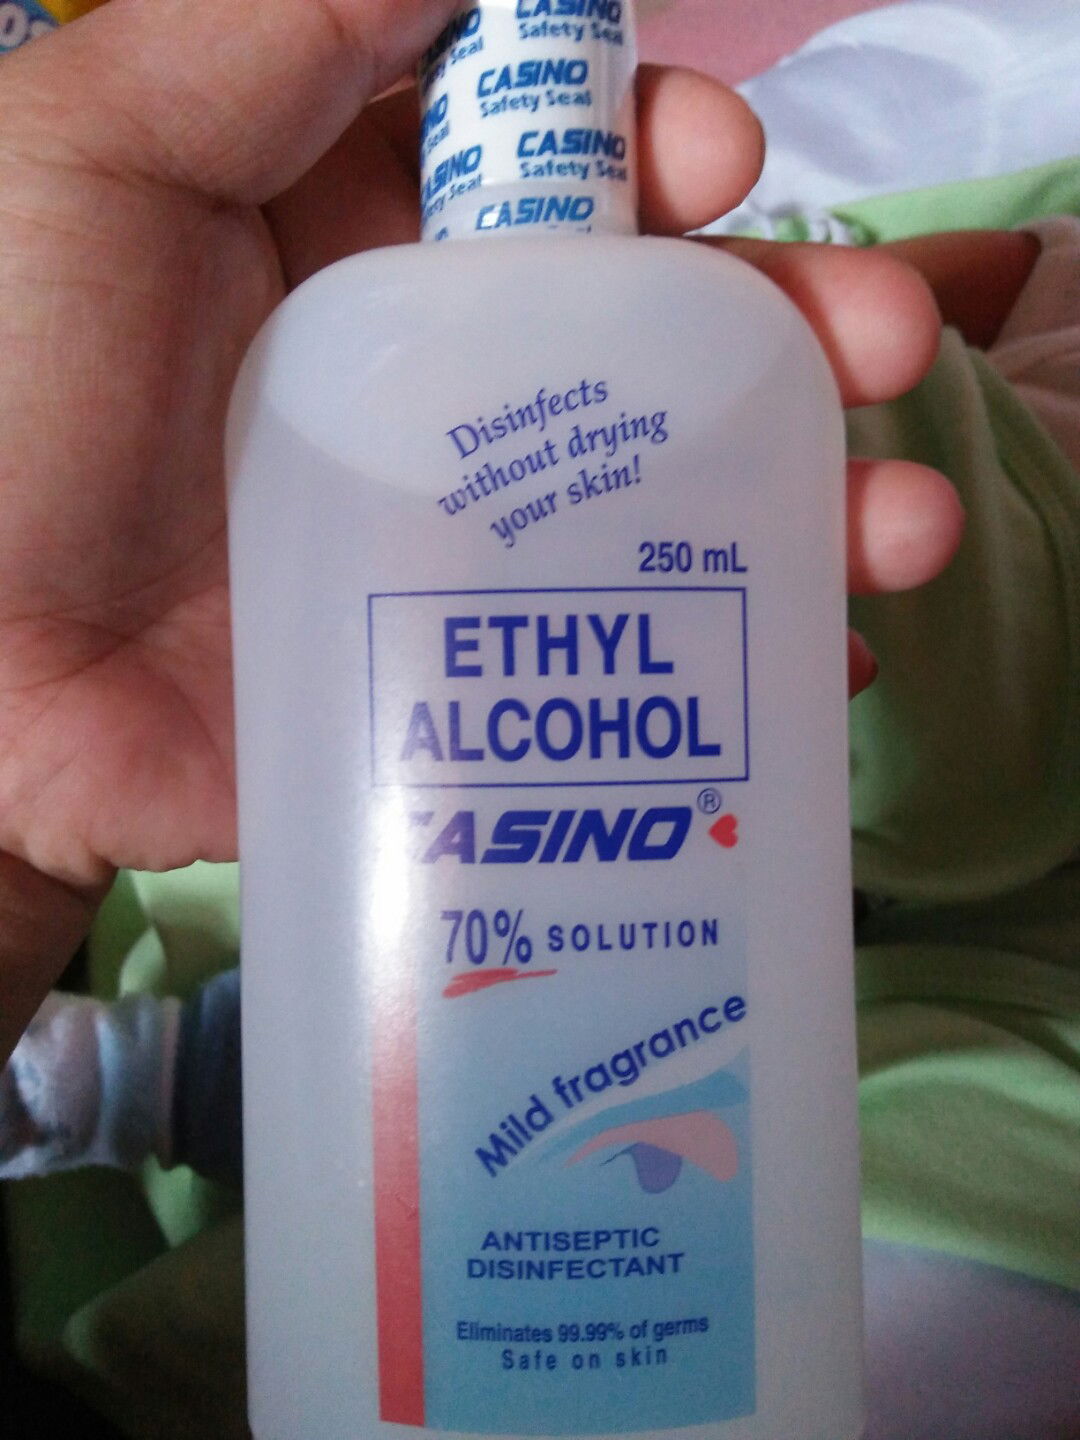 CASINO
Safety Seal
CASINO
Safety Seal
CASINO
Safety Seal
CASINO
Disinfects
without drying
your skin!
250 mL
ETHYL
ALCOHOL
CASINO®
70% SOLUTION
Mild fragrance
ANTISEPTIC
DISINFECTANT
Eliminates 99.99% of germs
Safe on skin